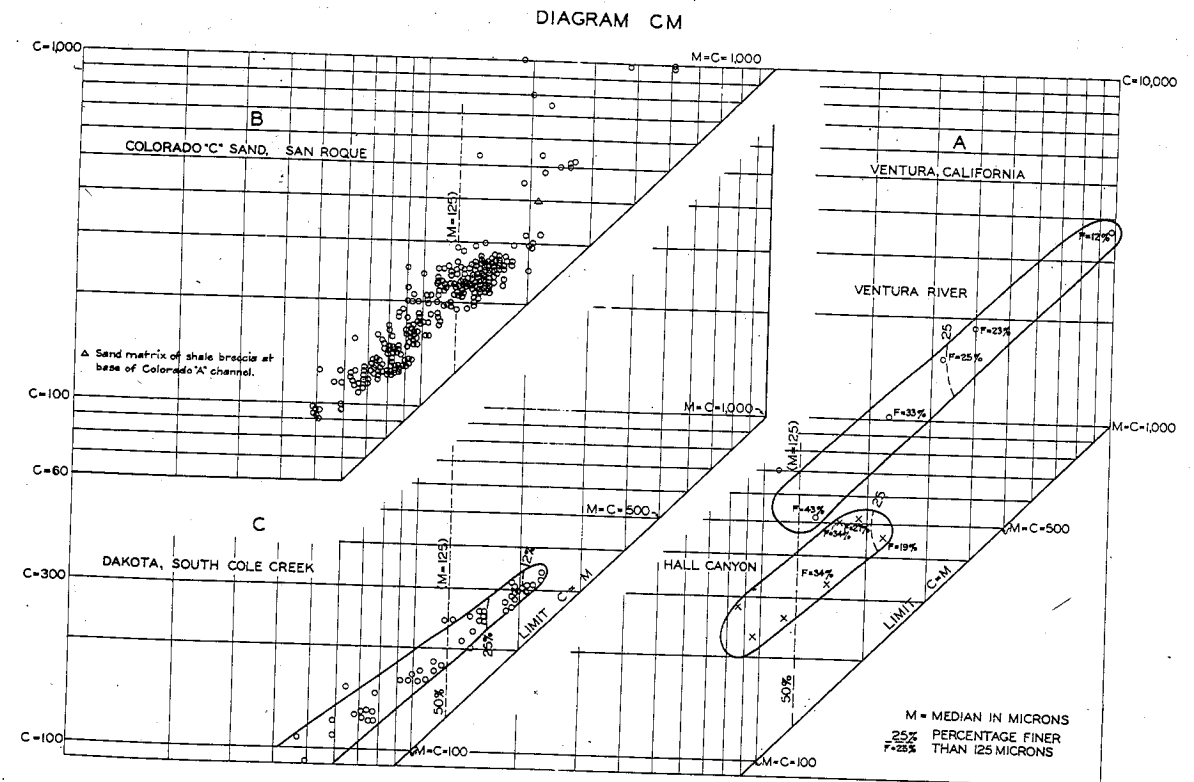 DIAGRAM CM
C=1,000
M=C=1,000
C=10,000
B
COLORADO "C" SAND, SAN ROQUE
(M=125)
△ Sand matrix of shale breccia at
base of Colorado "A" channel.
C=100
C=60
A
VENTURA, CALIFORNIA
F=12%
VENTURA RIVER
25
F=23%
F=25%
F=33%
M=C=1,000
M=C=1,000
(M=125)
F=43%
25
F=34%
F=27%
F=19%
M=C=500
M=C=500
HALL CANYON
F=34%
LIMIT C=M
50%
C
DAKOTA, SOUTH COLE CREEK
C=300
(M=125)
12%
25%
LIMIT C=M
50%
C=100
M=C=100
M=C=100
M = MEDIAN IN MICRONS
25% PERCENTAGE FINER
F=25% THAN 125 MICRONS